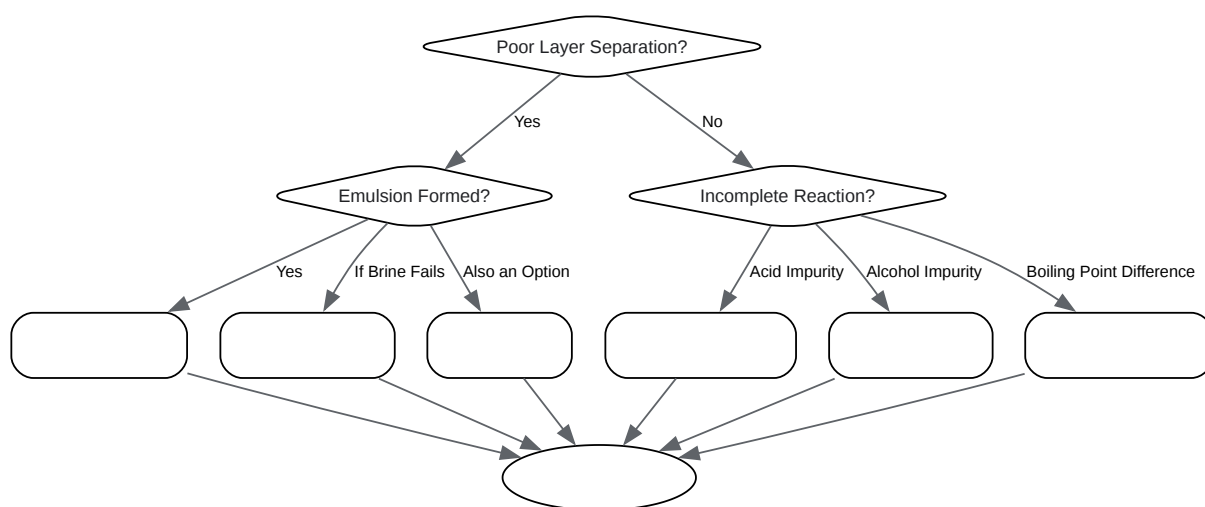 Poor Layer Separation?
Yes
No
Emulsion Formed?
Incomplete Reaction?
Yes
If Brine Fails
Also an Option
Acid Impurity
Alcohol Impurity
Boiling Point Difference